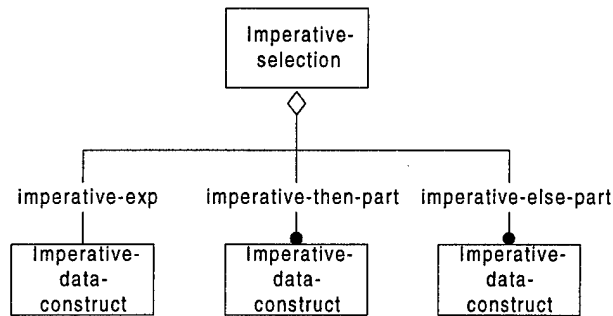 Imperative-
selection
imperative-exp
imperative-then-part
imperative-else-part
Imperative-
data-
construct
Imperative-
data-
construct
Imperative-
data-
construct